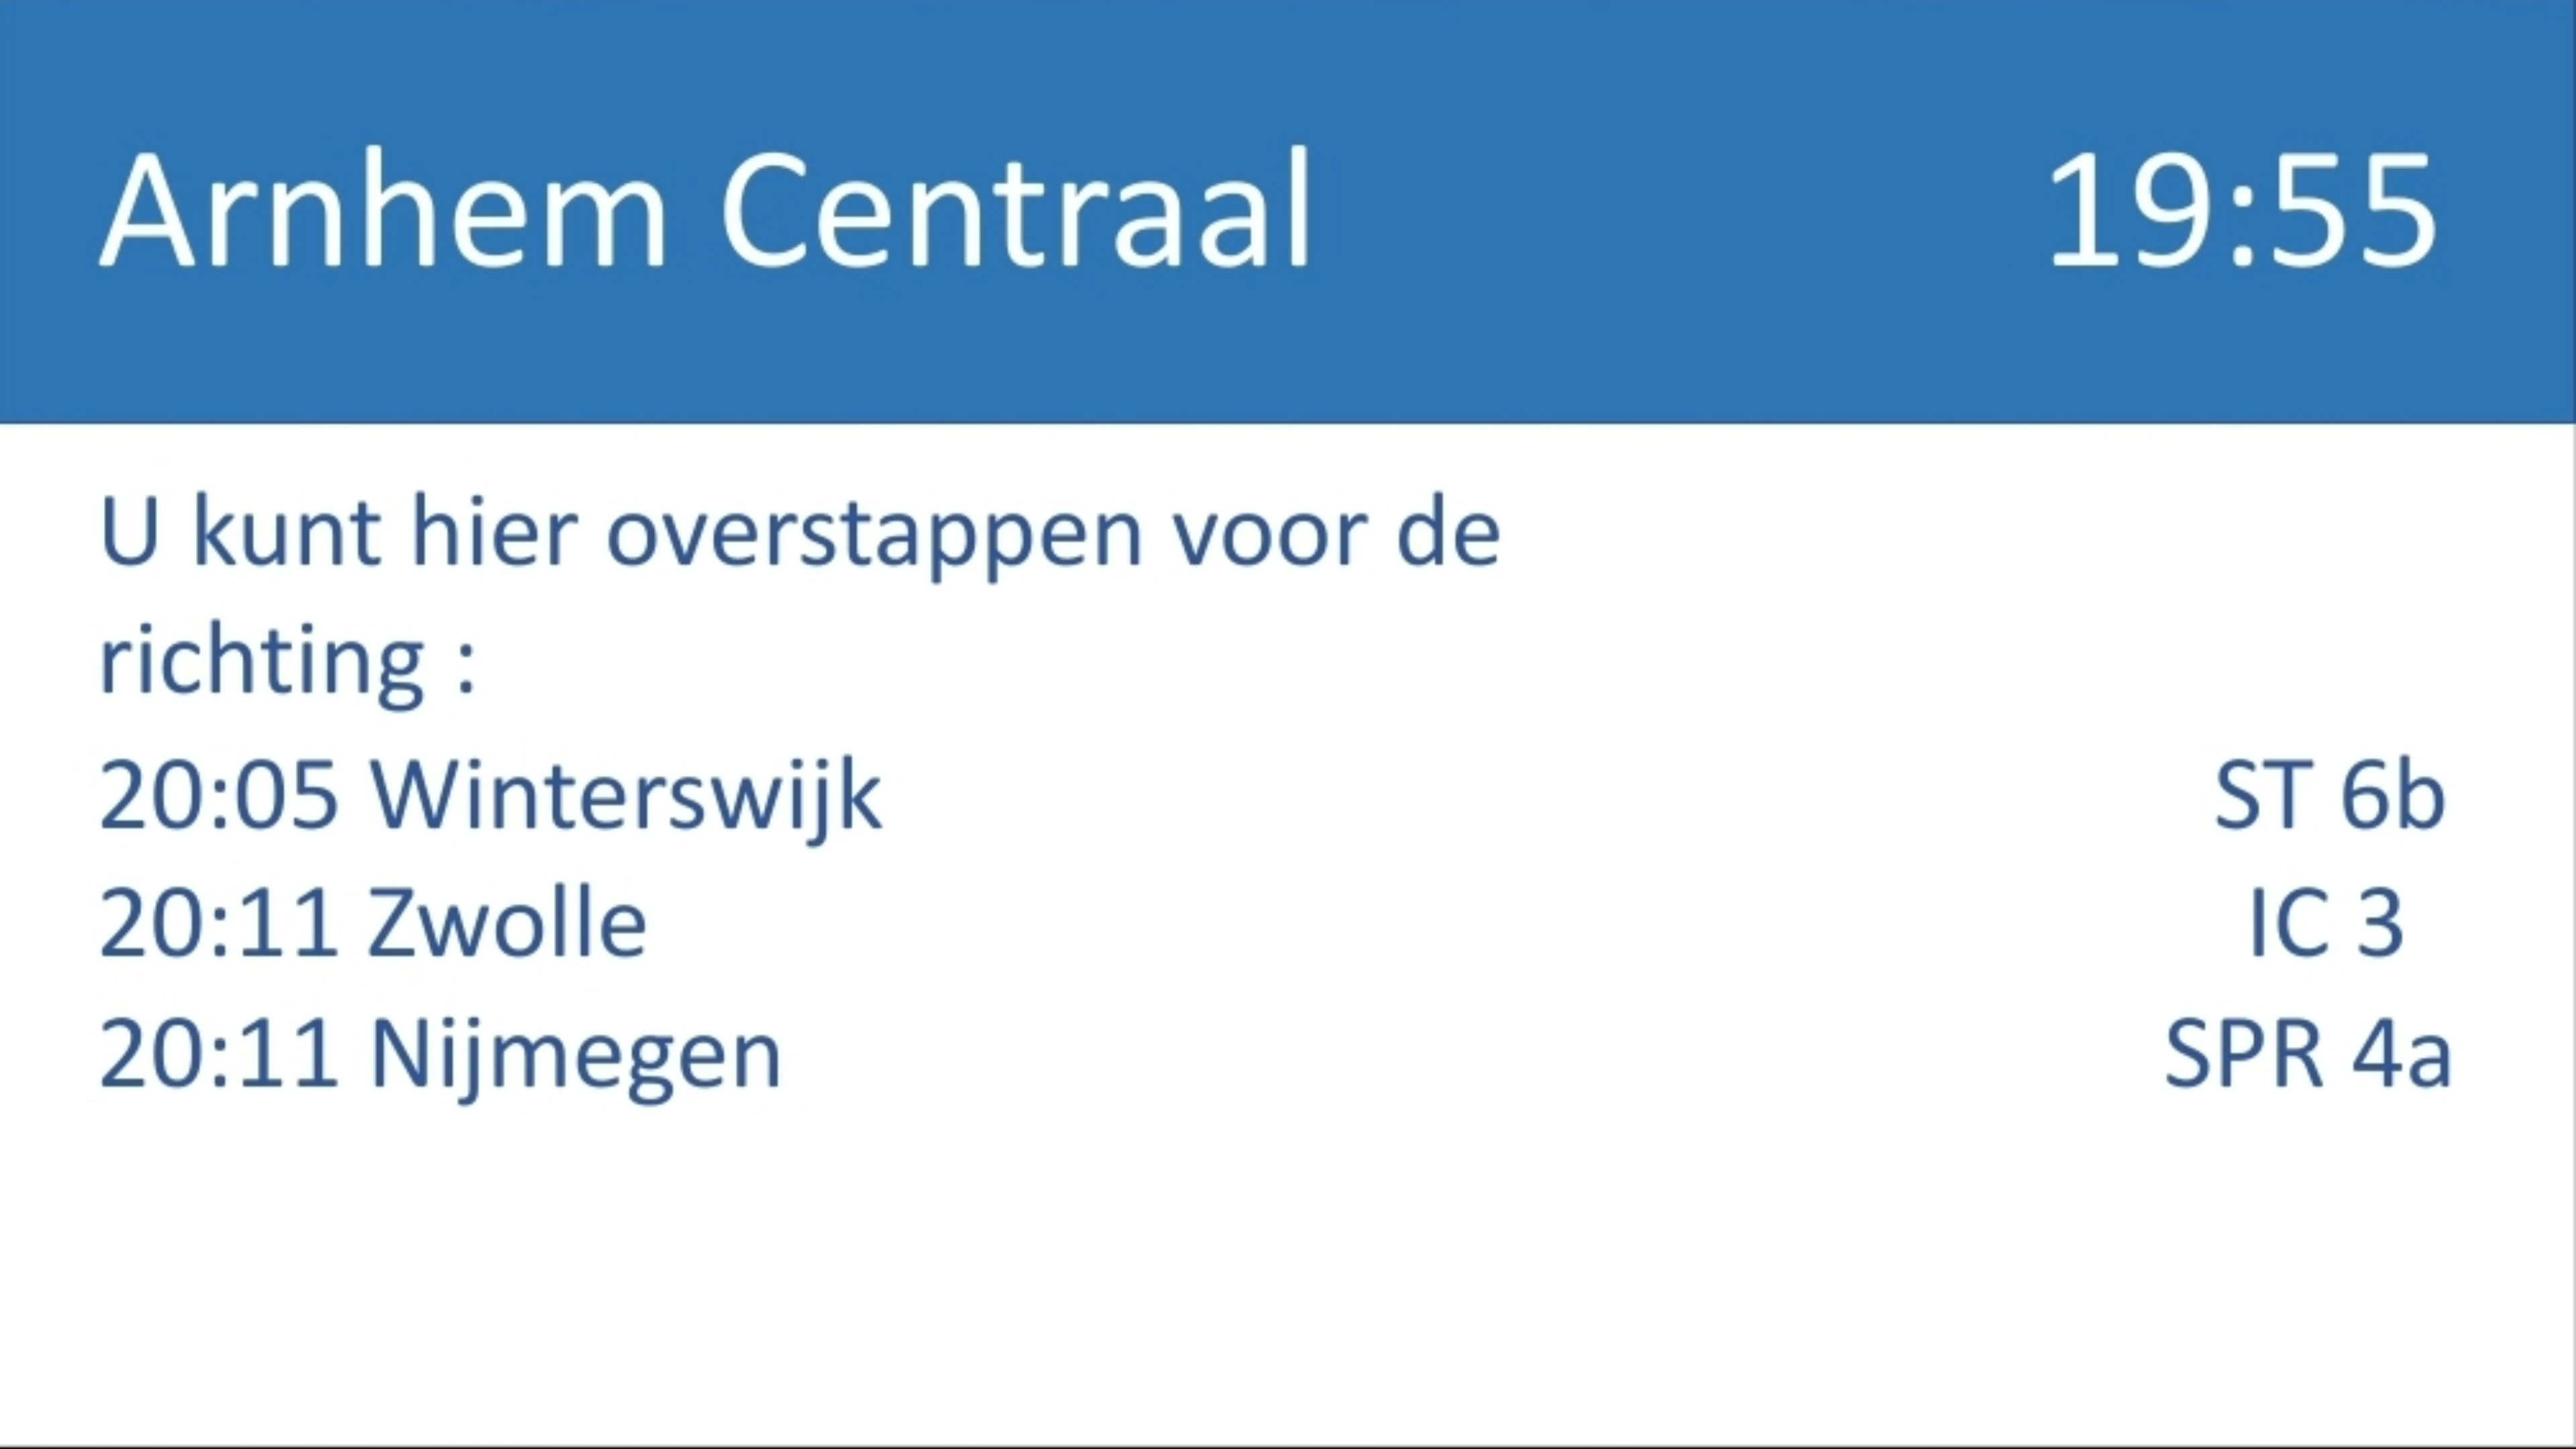 Arnhem Centraal 19:55
U kunt hier overstappen voor de
richting :
20:05 Winterswijk ST 6b
20:11 Zwolle IC 3
20:11 Nijmegen SPR 4a